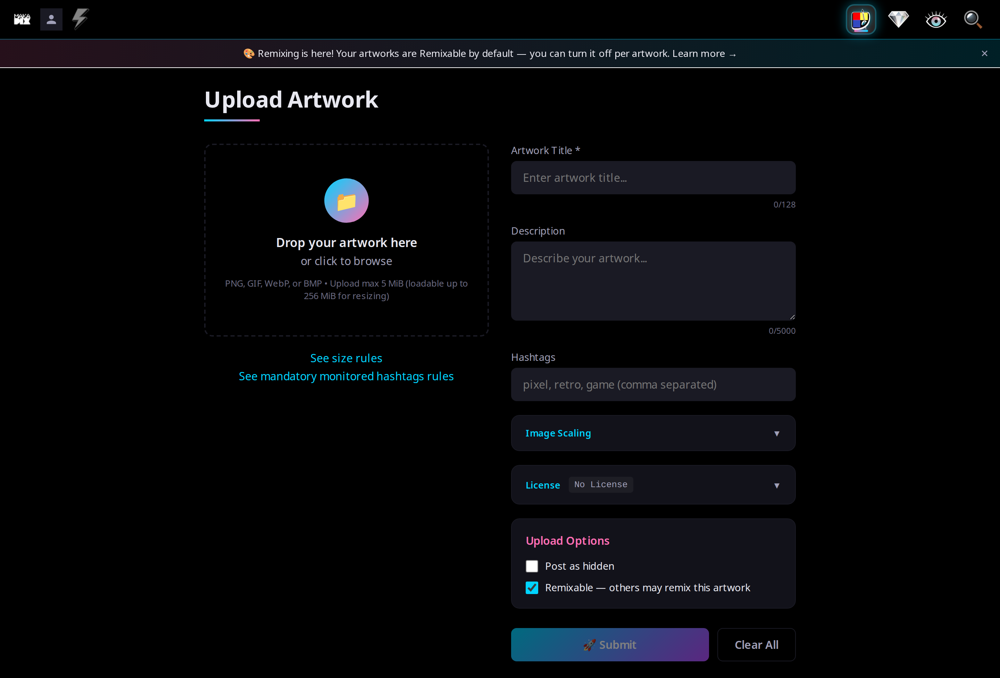 MAKA
PIX
🎨 Remixing is here! Your artworks are Remixable by default — you can turn it off per artwork. Learn more →
✕
Upload Artwork
Drop your artwork here
or click to browse
PNG, GIF, WebP, or BMP • Upload max 5 MiB (loadable up to
256 MiB for resizing)
See size rules
See mandatory monitored hashtags rules
Artwork Title *
Enter artwork title...
0/128
Description
Describe your artwork...
0/5000
Hashtags
pixel, retro, game (comma separated)
Image Scaling ▼
License No License ▼
Upload Options
Post as hidden
Remixable — others may remix this artwork
🚀 Submit
Clear All